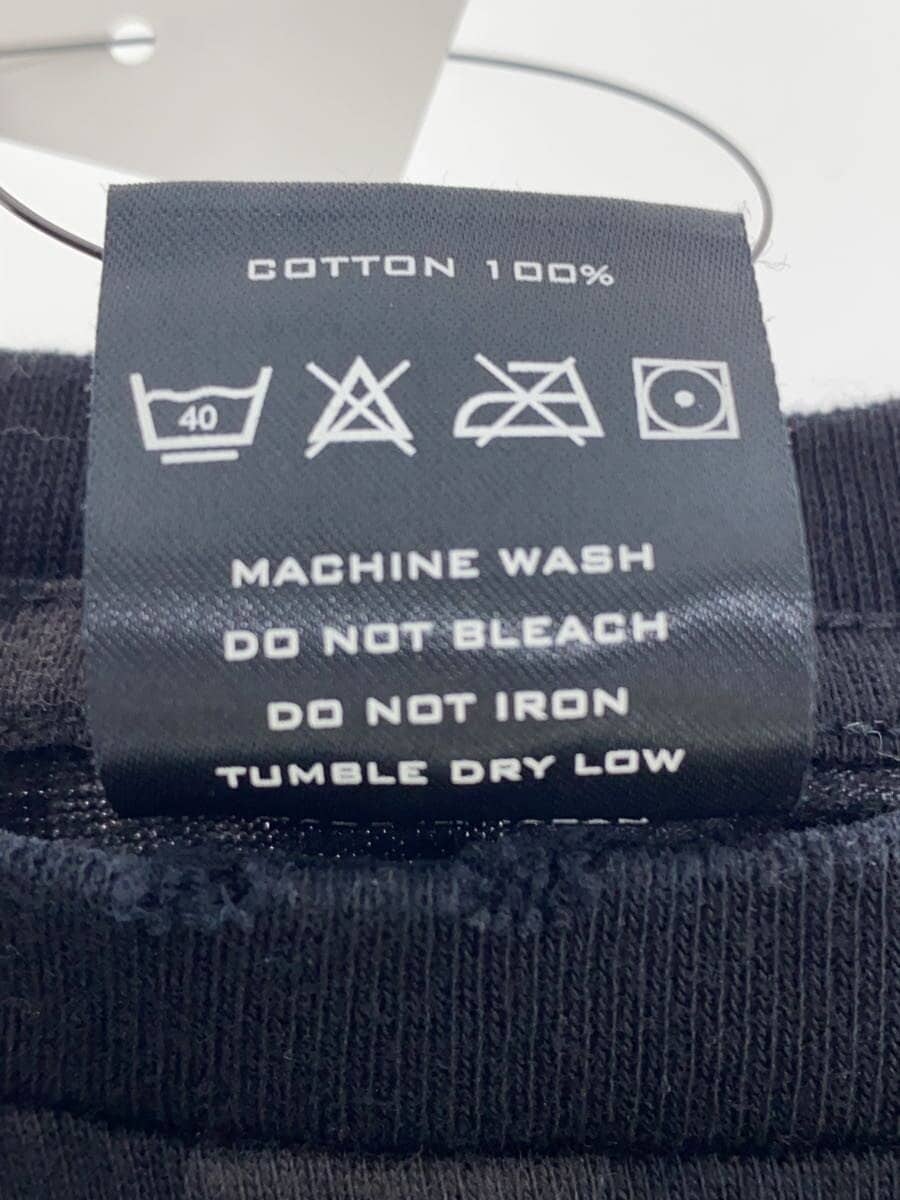 COTTON 100%
40
MACHINE WASH
DO NOT BLEACH
DO NOT IRON
TUMBLE DRY LOW